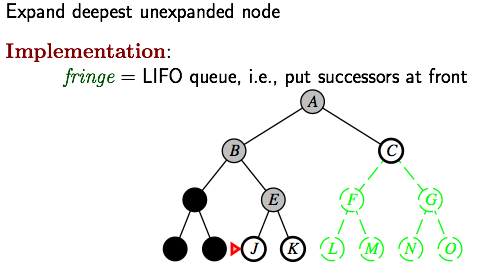 Expand deepest unexpanded node
Implementation:
fringe = LIFO queue, i.e., put successors at front
A
B C
E F G
J K L M N O